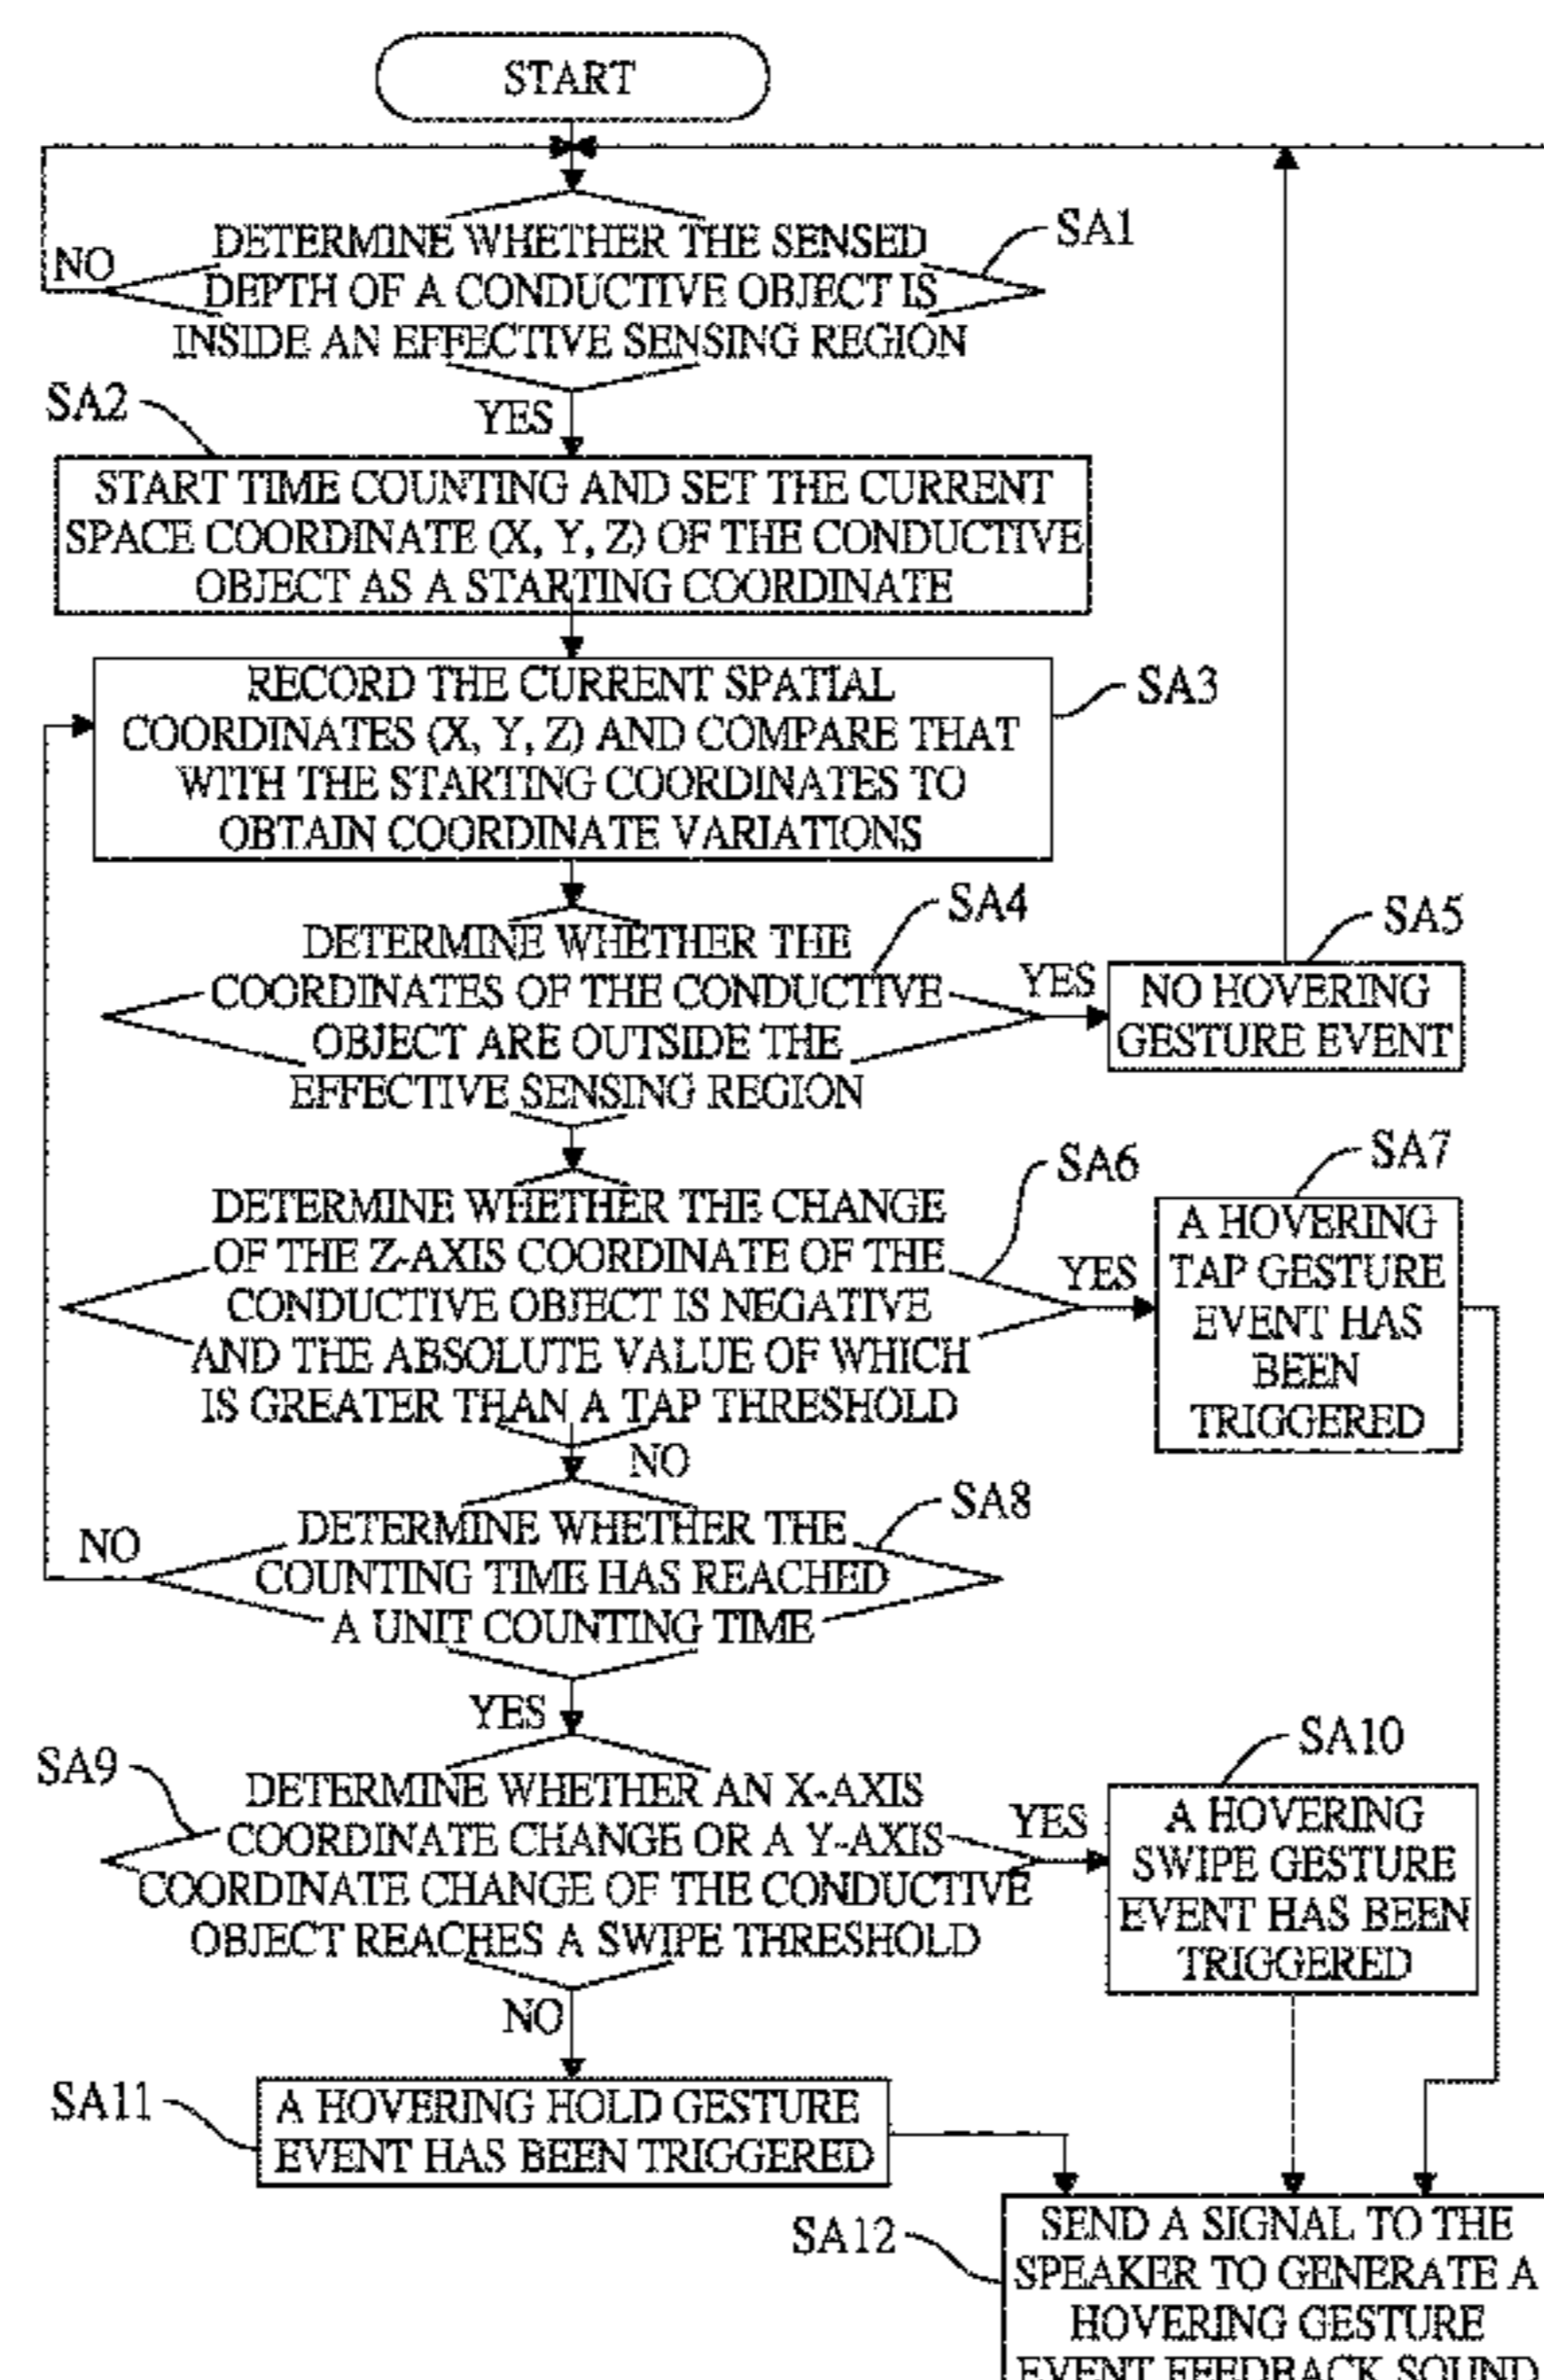 START
DETERMINE WHETHER THE SENSED
DEPTH OF A CONDUCTIVE OBJECT IS
INSIDE AN EFFECTIVE SENSING REGION
SA1
NO
YES
SA2
START TIME COUNTING AND SET THE CURRENT
SPACE COORDINATE (X, Y, Z) OF THE CONDUCTIVE
OBJECT AS A STARTING COORDINATE
RECORD THE CURRENT SPATIAL
COORDINATES (X, Y, Z) AND COMPARE THAT
WITH THE STARTING COORDINATES TO
OBTAIN COORDINATE VARIATIONS
SA3
DETERMINE WHETHER THE
COORDINATES OF THE CONDUCTIVE
OBJECT ARE OUTSIDE THE
EFFECTIVE SENSING REGION
SA4
YES
SA5
NO HOVERING
GESTURE EVENT
DETERMINE WHETHER THE CHANGE
OF THE Z-AXIS COORDINATE OF THE
CONDUCTIVE OBJECT IS NEGATIVE
AND THE ABSOLUTE VALUE OF WHICH
IS GREATER THAN A TAP THRESHOLD
SA6
YES
SA7
A HOVERING
TAP GESTURE
EVENT HAS
BEEN
TRIGGERED
NO
DETERMINE WHETHER THE
COUNTING TIME HAS REACHED
A UNIT COUNTING TIME
SA8
NO
YES
SA9
DETERMINE WHETHER AN X-AXIS
COORDINATE CHANGE OR A Y-AXIS
COORDINATE CHANGE OF THE CONDUCTIVE
OBJECT REACHES A SWIPE THRESHOLD
YES
SA10
A HOVERING
SWIPE GESTURE
EVENT HAS BEEN
TRIGGERED
NO
SA11
A HOVERING HOLD GESTURE
EVENT HAS BEEN TRIGGERED
SA12
SEND A SIGNAL TO THE
SPEAKER TO GENERATE A
HOVERING GESTURE
EVENT FEEDBACK SOUND